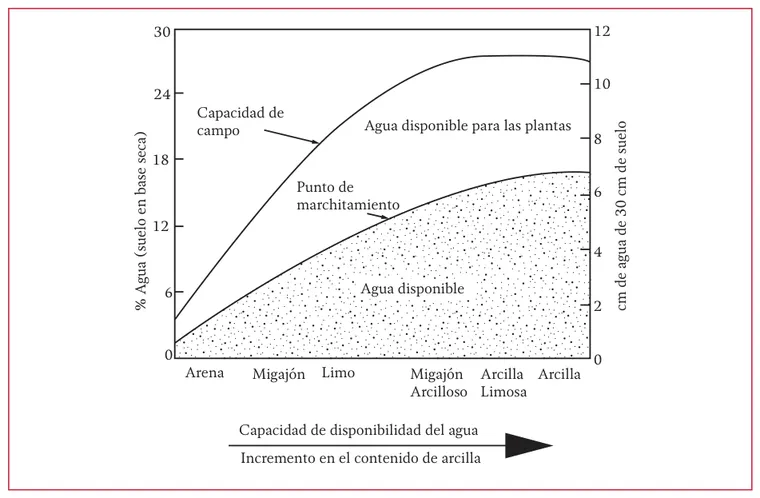 30
24
18
12
6
0
% Agua (suelo en base seca)
12
10
8
6
4
2
0
cm de agua de 30 cm de suelo
Capacidad de
campo
Agua disponible para las plantas
Punto de
marchitamiento
Agua disponible
Arena
Migajón
Limo
Migajón
Arcilloso
Arcilla
Limosa
Arcilla
Capacidad de disponibilidad del agua
Incremento en el contenido de arcilla